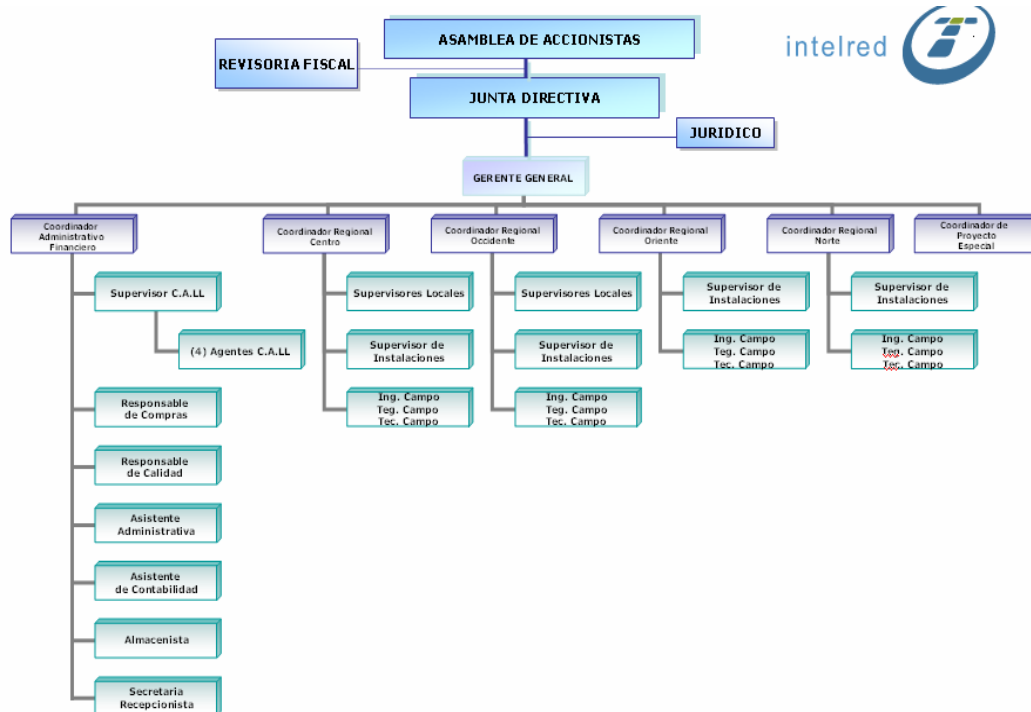 ASAMBLEA DE ACCIONISTAS
intelred
REVISORIA FISCAL
JUNTA DIRECTIVA
JURIDICO
GERENTE GENERAL
Coordinador
Administrativo
Financiero
Coordinador Regional
Centro
Coordinador Regional
Occidente
Coordinador Regional
Oriente
Coordinador Regional
Norte
Coordinador de
Proyecto
Especal
Supervisor C.A.LL
(4) Agentes C.A.LL
Responsable
de Compras
Responsable
de Calidad
Asistente
Administrativa
Asistente
de Contabilidad
Almacenista
Secretaria
Recepcionista
Supervisores Locales
Supervisor de
Instalaciones
Ing. Campo
Teg. Campo
Tec. Campo
Supervisores Locales
Supervisor de
Instalaciones
Ing. Campo
Teg. Campo
Tec. Campo
Supervisor de
Instalaciones
Ing. Campo
Teg. Campo
Tec. Campo
Supervisor de
Instalaciones
Ing. Campo
Teg. Campo
Tec. Campo